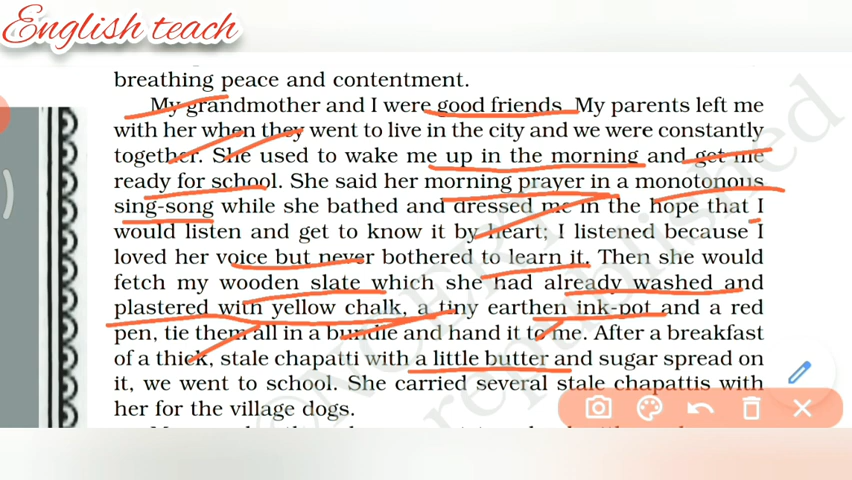 English teach
breathing peace and contentment.
My grandmother and I were good friends. My parents left me
with her when they went to live in the city and we were constantly
together. She used to wake me up in the morning and get me
ready for school. She said her morning prayer in a monotonous
sing-song while she bathed and dressed me in the hope that I
would listen and get to know it by heart; I listened because I
loved her voice but never bothered to learn it. Then she would
fetch my wooden slate which she had already washed and
plastered with yellow chalk, a tiny earthen ink-pot and a red
pen, tie them all in a bundle and hand it to me. After a breakfast
of a thick, stale chapatti with a little butter and sugar spread on
it, we went to school. She carried several stale chapattis with
her for the village dogs.
©NCERT
republished